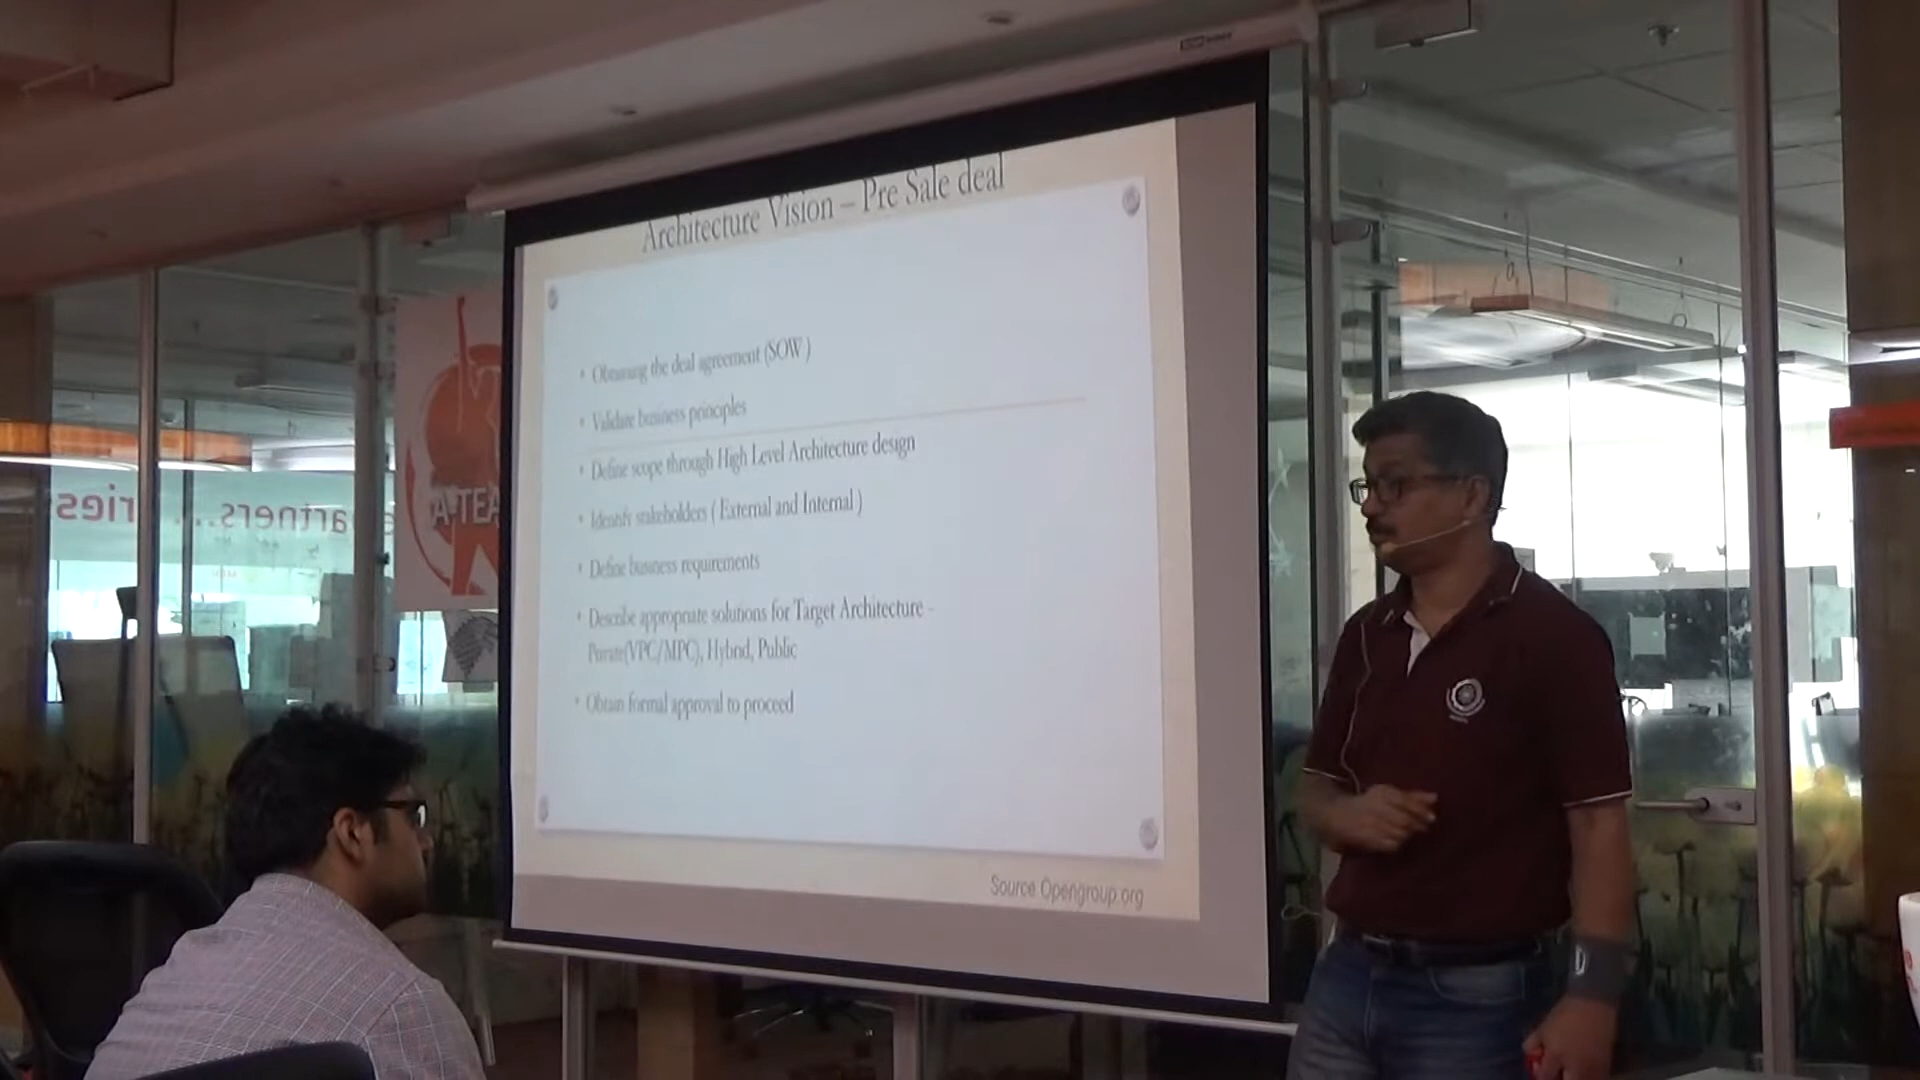 Architecture Vision – Pre Sale deal
• Obtaining the deal agreement (SOW )
• Validate business principles
• Define scope through High Level Architecture design
• Identify stakeholders ( External and Internal )
• Define business requirements
• Describe appropriate solutions for Target Architecture -
Private(VPC/MPC), Hybrid, Public
• Obtain formal approval to proceed
Source Opengroup.org
A-TEA